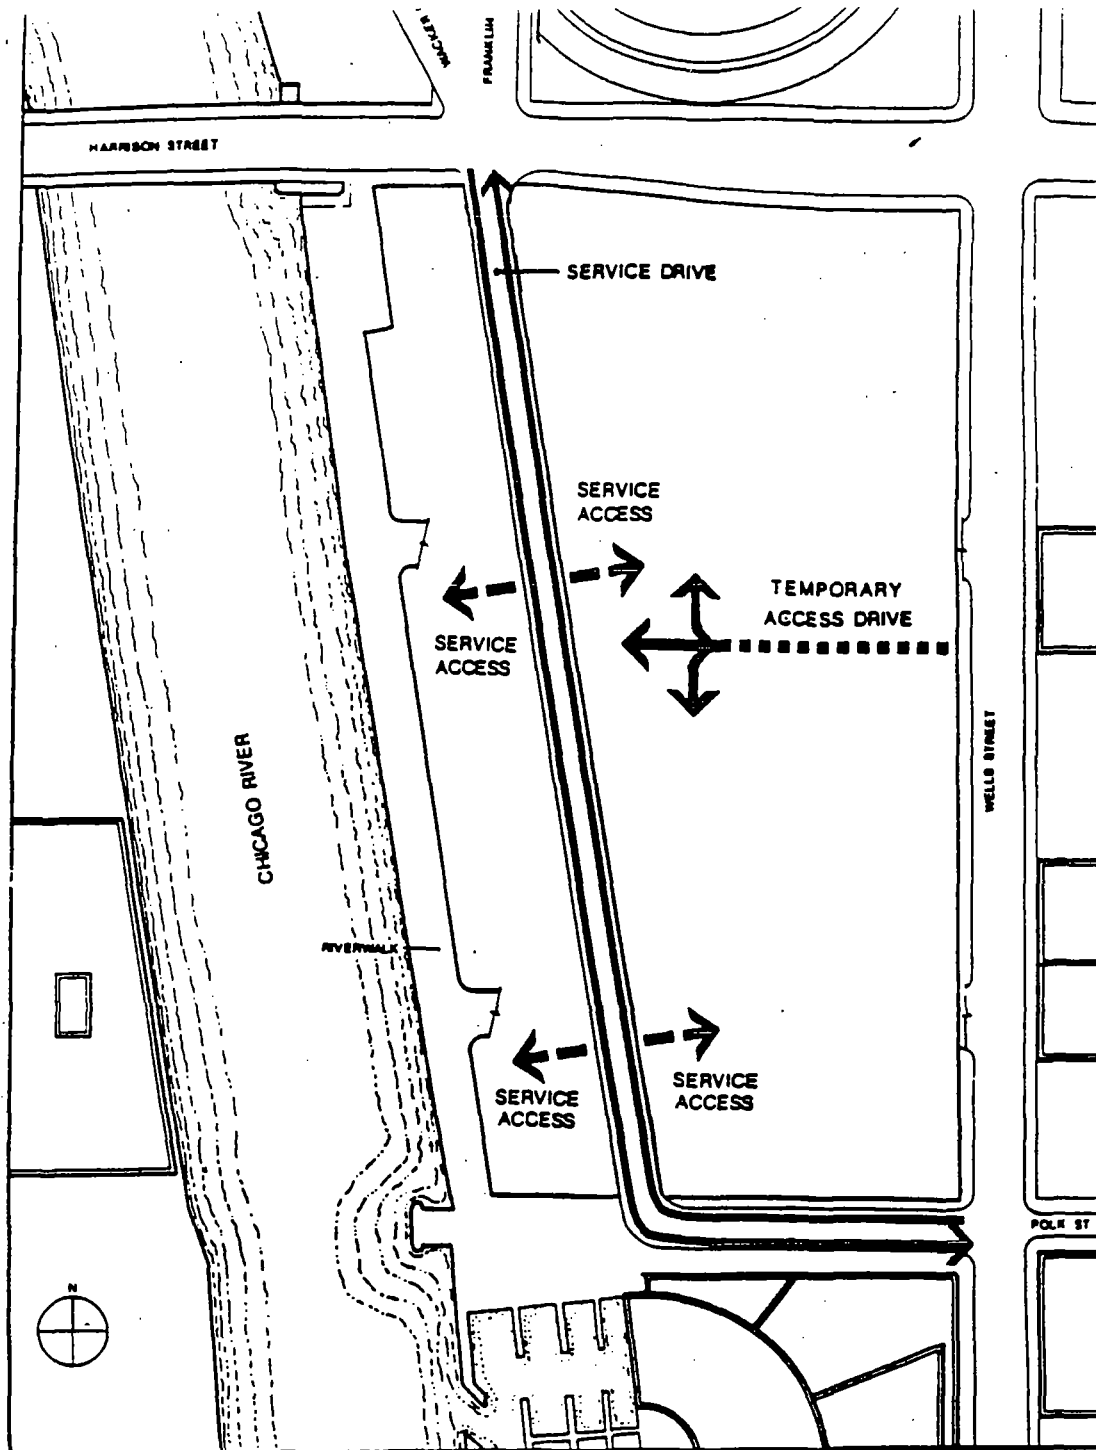 WACKER
FRANKLIN
HARRISON STREET
SERVICE DRIVE
SERVICE
ACCESS
TEMPORARY
ACCESS DRIVE
SERVICE
ACCESS
WELLS STREET
CHICAGO RIVER
RIVERWALK
SERVICE
ACCESS
SERVICE
ACCESS
POLK ST
N